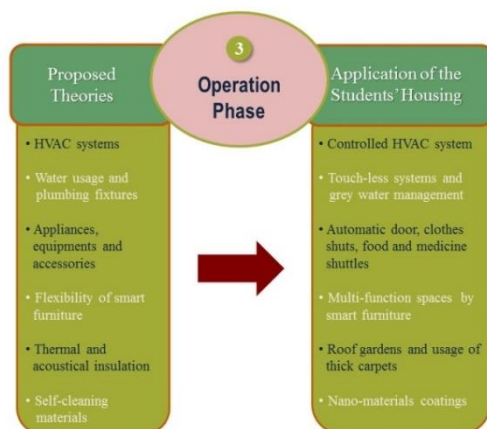 3
Operation
Phase
Proposed
Theories
• HVAC systems
• Water usage and
plumbing fixtures
• Appliances,
equipments and
accessories
• Flexibility of smart
furniture
• Thermal and
acoustical insulation
• Self-cleaning
materials
Application of the
Students' Housing
• Controlled HVAC system
• Touch-less systems and
grey water management
• Automatic door, clothes
shuts, food and medicine
shuttles
• Multi-function spaces by
smart furniture
• Roof gardens and usage of
thick carpets
• Nano-materials coatings